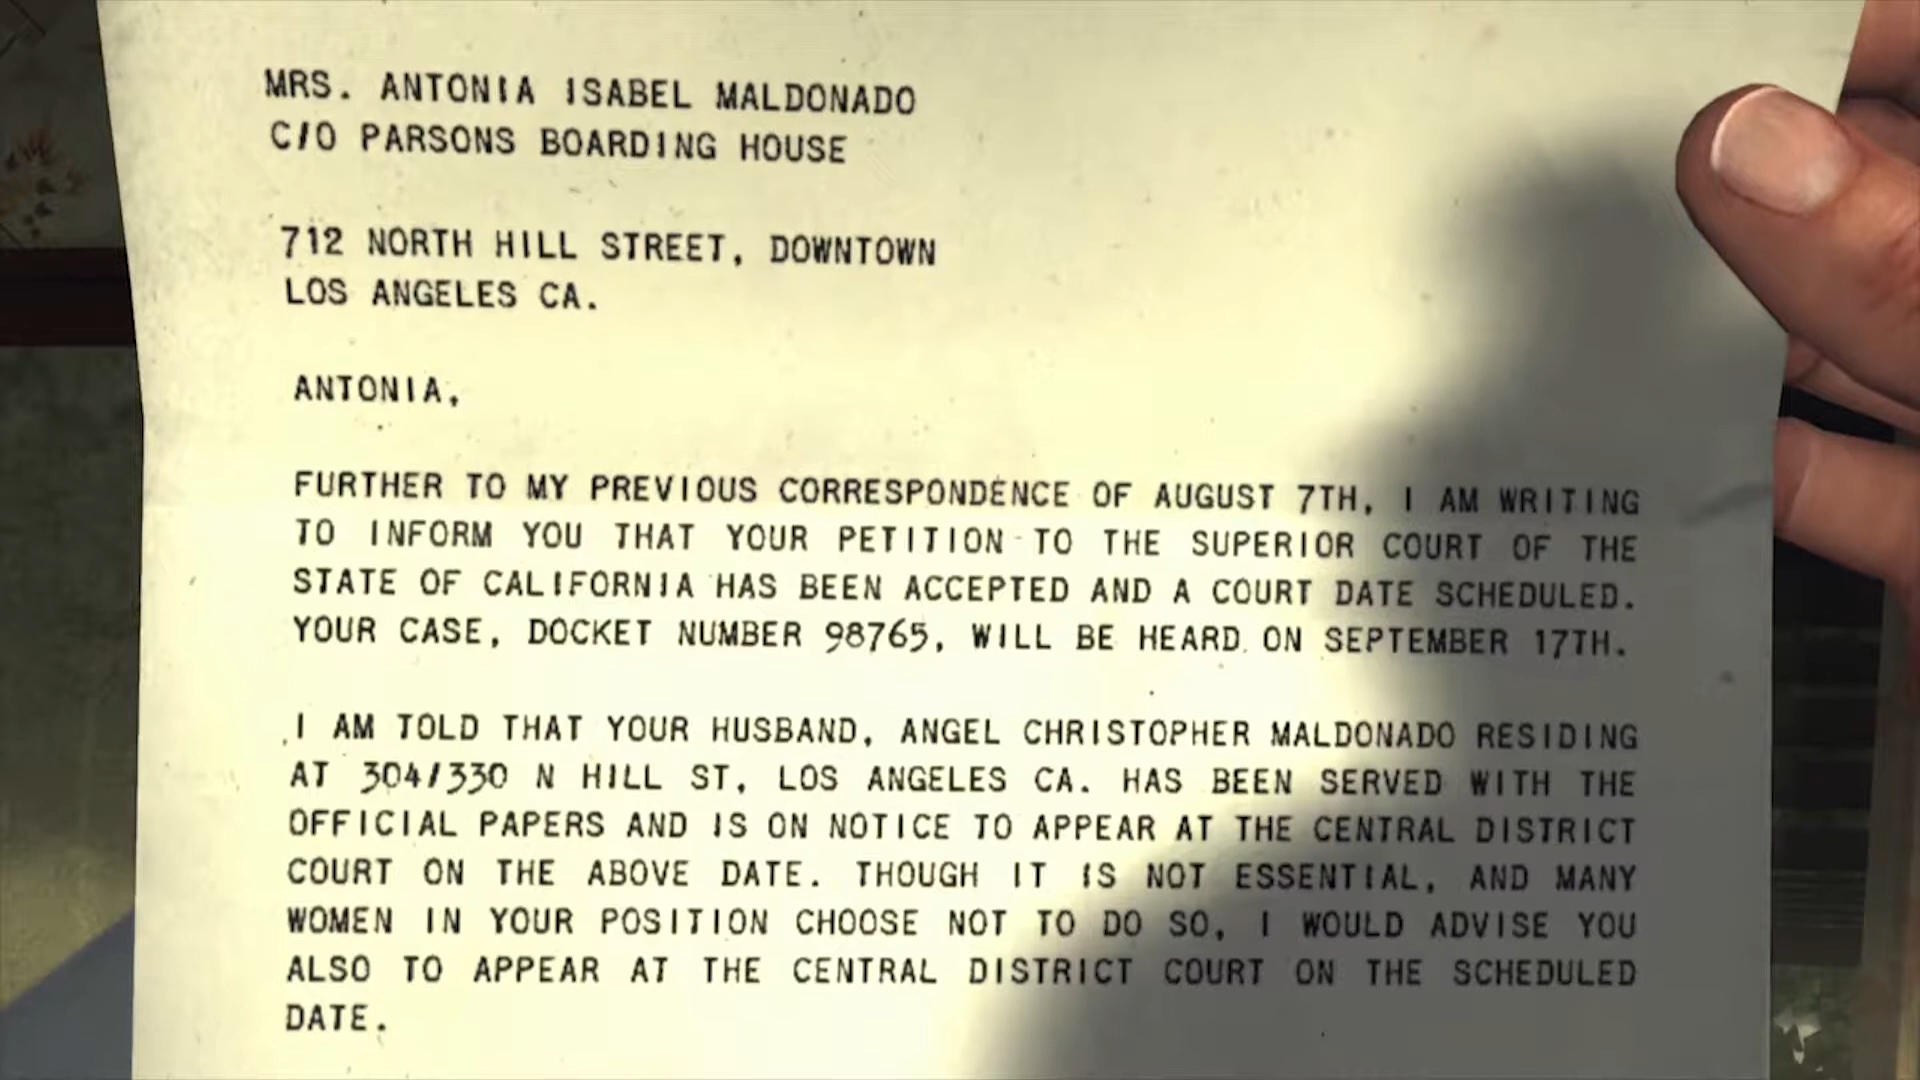 MRS. ANTONIA ISABEL MALDONADO
C/O PARSONS BOARDING HOUSE
712 NORTH HILL STREET, DOWNTOWN
LOS ANGELES CA.
ANTONIA,
FURTHER TO MY PREVIOUS CORRESPONDENCE OF AUGUST 7TH, I AM WRITING
TO INFORM YOU THAT YOUR PETITION TO THE SUPERIOR COURT OF THE
STATE OF CALIFORNIA HAS BEEN ACCEPTED AND A COURT DATE SCHEDULED.
YOUR CASE, DOCKET NUMBER 98765, WILL BE HEARD ON SEPTEMBER 17TH.
I AM TOLD THAT YOUR HUSBAND, ANGEL CHRISTOPHER MALDONADO RESIDING
AT 304/330 N HILL ST, LOS ANGELES CA. HAS BEEN SERVED WITH THE
OFFICIAL PAPERS AND IS ON NOTICE TO APPEAR AT THE CENTRAL DISTRICT
COURT ON THE ABOVE DATE. THOUGH IT IS NOT ESSENTIAL, AND MANY
WOMEN IN YOUR POSITION CHOOSE NOT TO DO SO, I WOULD ADVISE YOU
ALSO TO APPEAR AT THE CENTRAL DISTRICT COURT ON THE SCHEDULED
DATE.